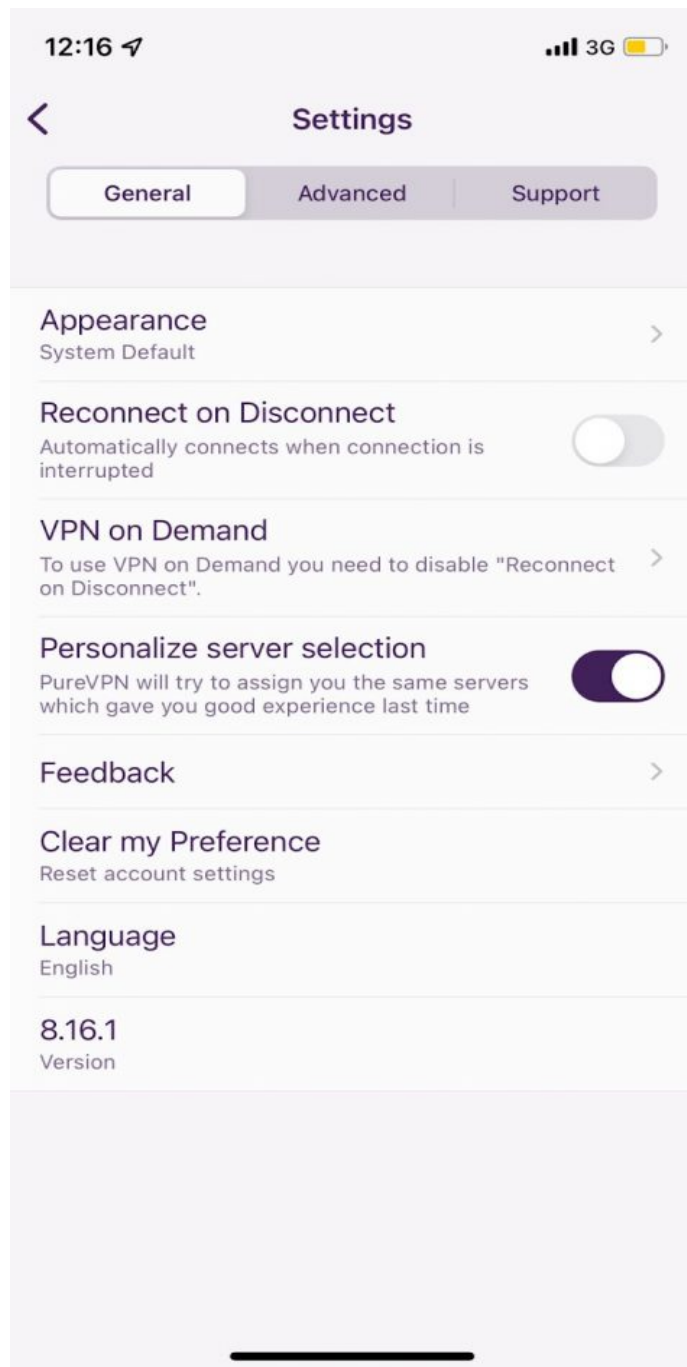 12:16
3G
Settings
General
Advanced
Support
Appearance
System Default
Reconnect on Disconnect
Automatically connects when connection is
interrupted
VPN on Demand
To use VPN on Demand you need to disable "Reconnect
on Disconnect".
Personalize server selection
PureVPN will try to assign you the same servers
which gave you good experience last time
Feedback
Clear my Preference
Reset account settings
Language
English
8.16.1
Version